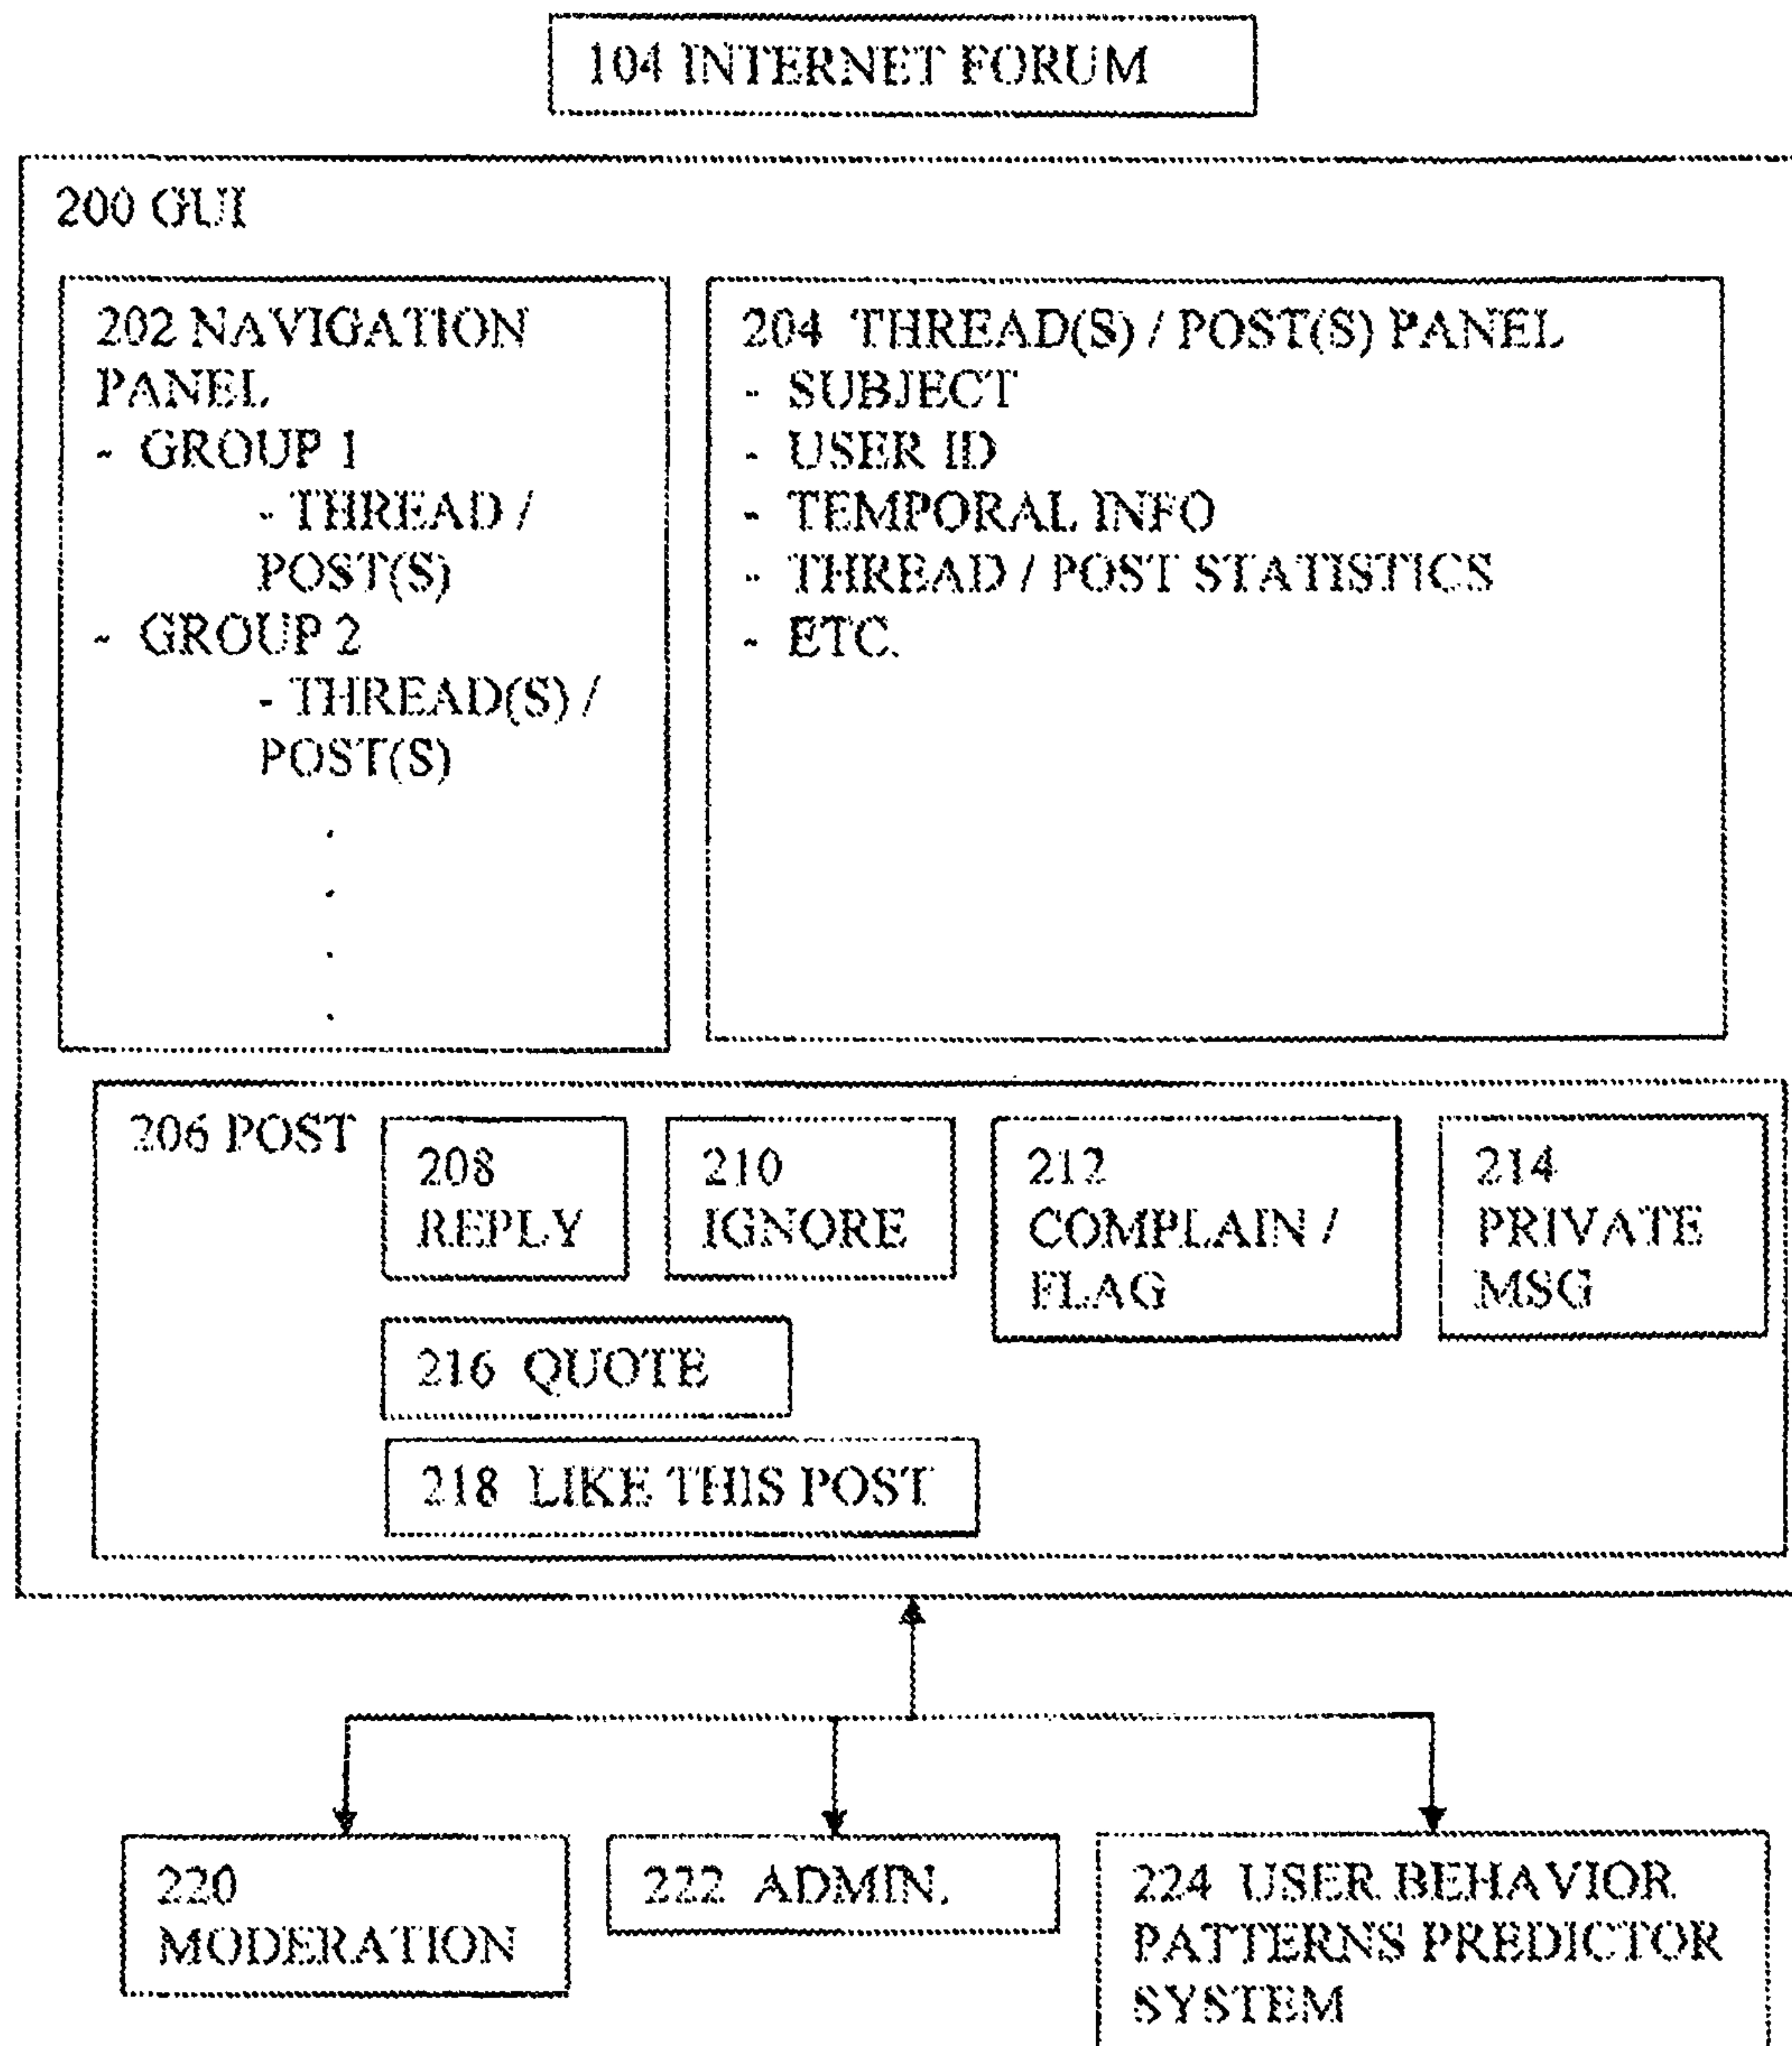 104 INTERNET FORUM
200 GUI
202 NAVIGATION
PANEL
- GROUP 1
- THREAD /
POST(S)
- GROUP 2
- THREAD(S) /
POST(S)
.
.
.
.
204 THREAD(S) / POST(S) PANEL
- SUBJECT
- USER ID
- TEMPORAL INFO
- THREAD / POST STATISTICS
- ETC.
206 POST
208
REPLY
210
IGNORE
212
COMPLAIN /
FLAG
214
PRIVATE
MSG
216 QUOTE
218 LIKE THIS POST
220
MODERATION
222 ADMIN.
224 USER BEHAVIOR
PATTERNS PREDICTOR
SYSTEM